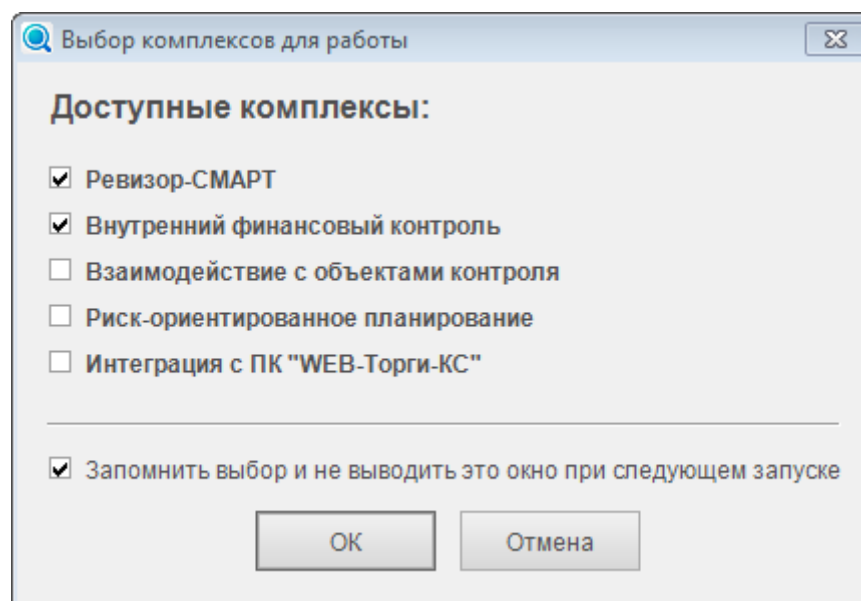 Выбор комплексов для работы
Доступные комплексы:
Ревизор-СМАРТ
Внутренний финансовый контроль
Взаимодействие с объектами контроля
Риск-ориентированное планирование
Интеграция с ПК "WEB-Торги-КС"
Запомнить выбор и не выводить это окно при следующем запуске
ОК
Отмена